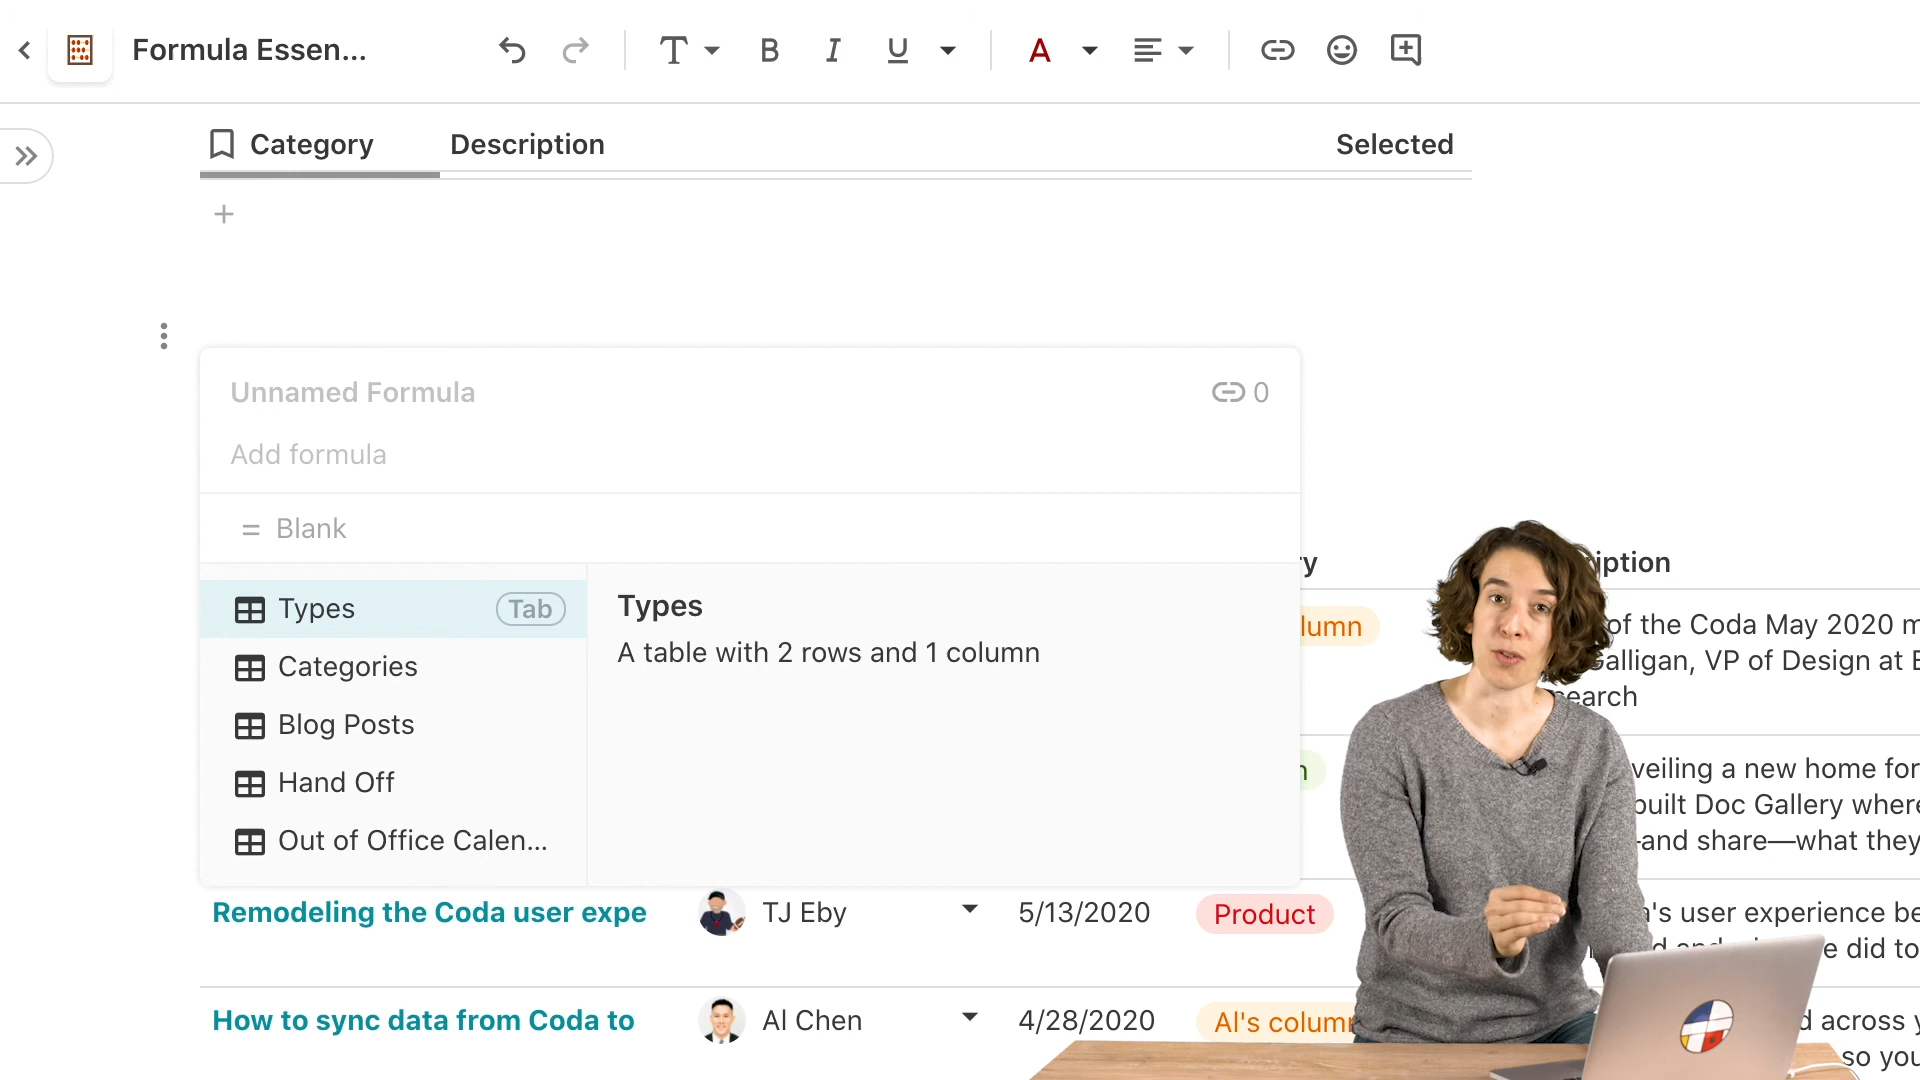 Formula Essen...
T B I U A
Category Description Selected
Unnamed Formula 0
Add formula
= Blank
Types Tab
Categories
Blog Posts
Hand Off
Out of Office Calen...
Types
A table with 2 rows and 1 column
y iption
lumn of the Coda May 2020 m
alligan, VP of Design at E
earch
n veiling a new home for
built Doc Gallery where
-and share—what they
Remodeling the Coda user expe TJ Eby 5/13/2020 Product 's user experience be
e did to
How to sync data from Coda to Al Chen 4/28/2020 Al's column d across y
so you